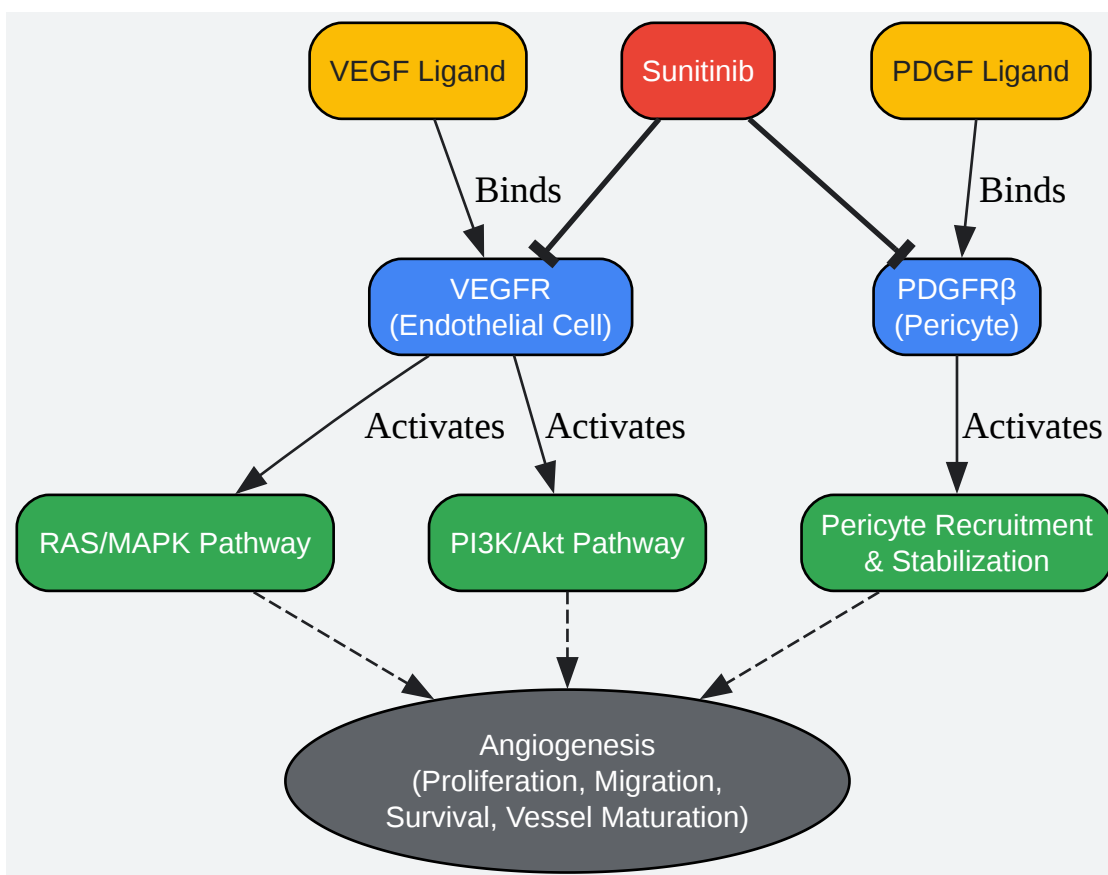 VEGF Ligand
Sunitinib
PDGF Ligand
Binds
Binds
VEGFR
(Endothelial Cell)
PDGFRβ
(Pericyte)
Activates
Activates
Activates
RAS/MAPK Pathway
PI3K/Akt Pathway
Pericyte Recruitment
& Stabilization
Angiogenesis
(Proliferation, Migration,
Survival, Vessel Maturation)